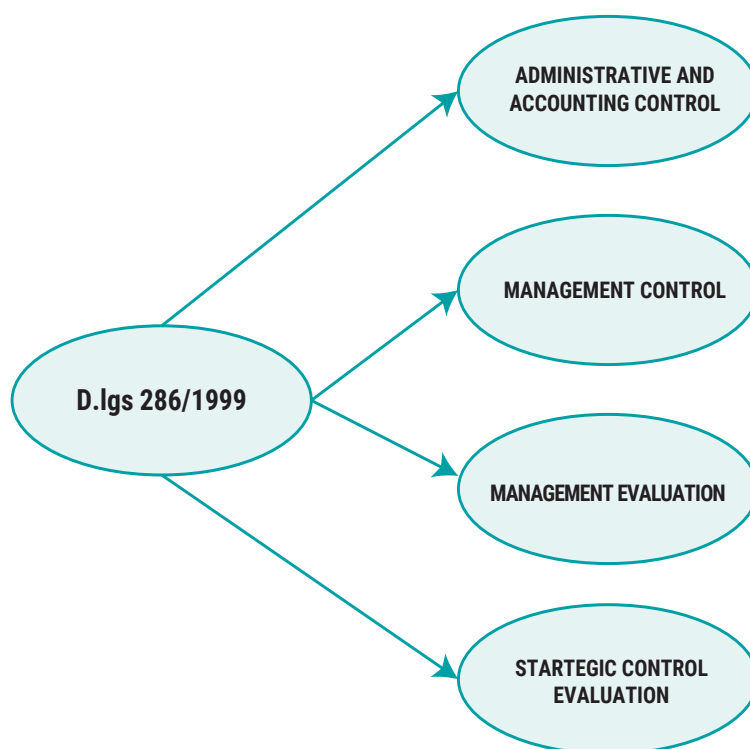 ADMINISTRATIVE AND
ACCOUNTING CONTROL
MANAGEMENT CONTROL
D.lgs 286/1999
MANAGEMENT EVALUATION
STARTEGIC CONTROL
EVALUATION